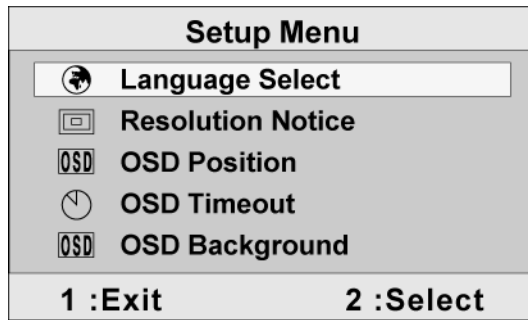 Setup Menu
Language Select
Resolution Notice
OSD OSD Position
OSD Timeout
OSD OSD Background
1 :Exit 2 :Select